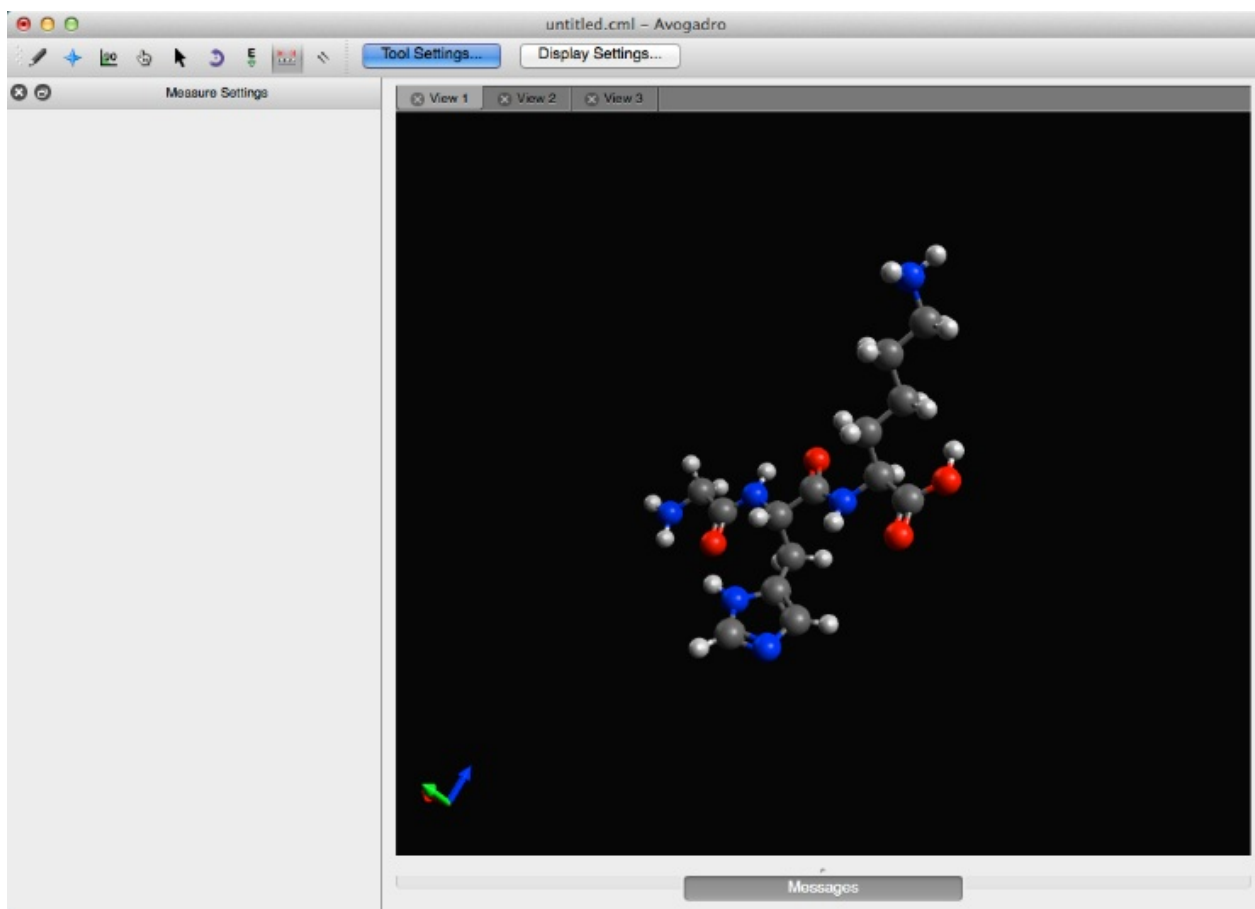 untitled.cml – Avogadro
Tool Settings... Display Settings...
Measure Settings
View 1 View 2 View 3
Messages